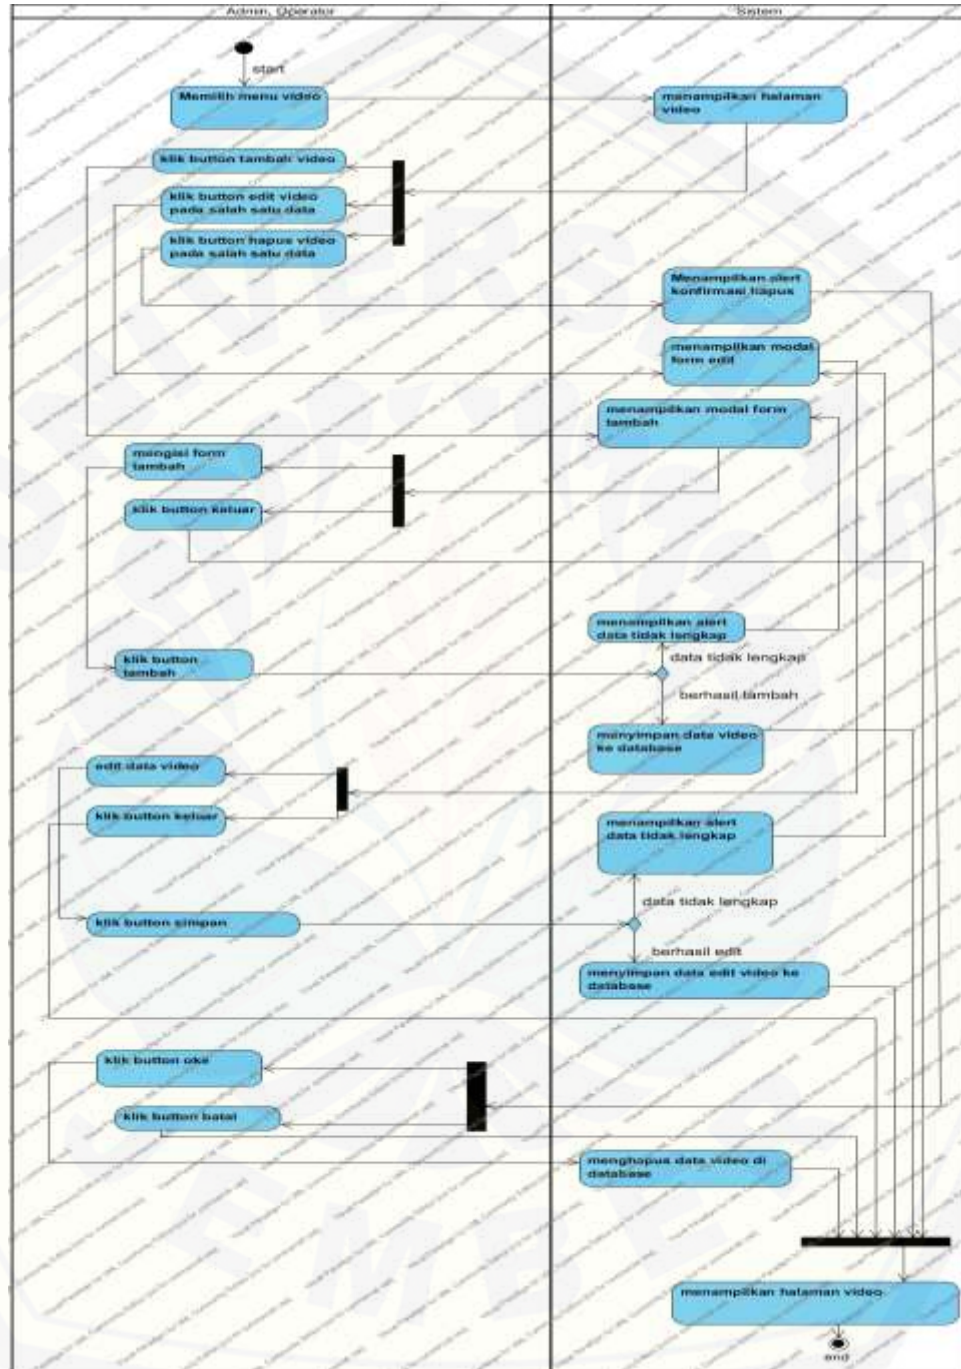 Admin, Operator
Sistem
start
Memilih menu video
menampilkan halaman
video
klik button tambah video
klik button edit video
pada salah satu data
klik button hapus video
pada salah satu data
Menampilkan alert
konfirmasi hapus
menampilkan modal
form edit
menampilkan modal form
tambah
mengisi form
tambah
klik button keluar
menampilkan alert
data tidak lengkap
klik button
tambah
data tidak lengkap
berhasil tambah
menyimpan data video
ke database
edit data video
klik button keluar
menampilkan alert
data tidak lengkap
data tidak lengkap
klik button simpan
berhasil edit
menyimpan data edit video ke
database
klik button oke
klik button batal
menghapus data video di
database
menampilkan halaman video
end